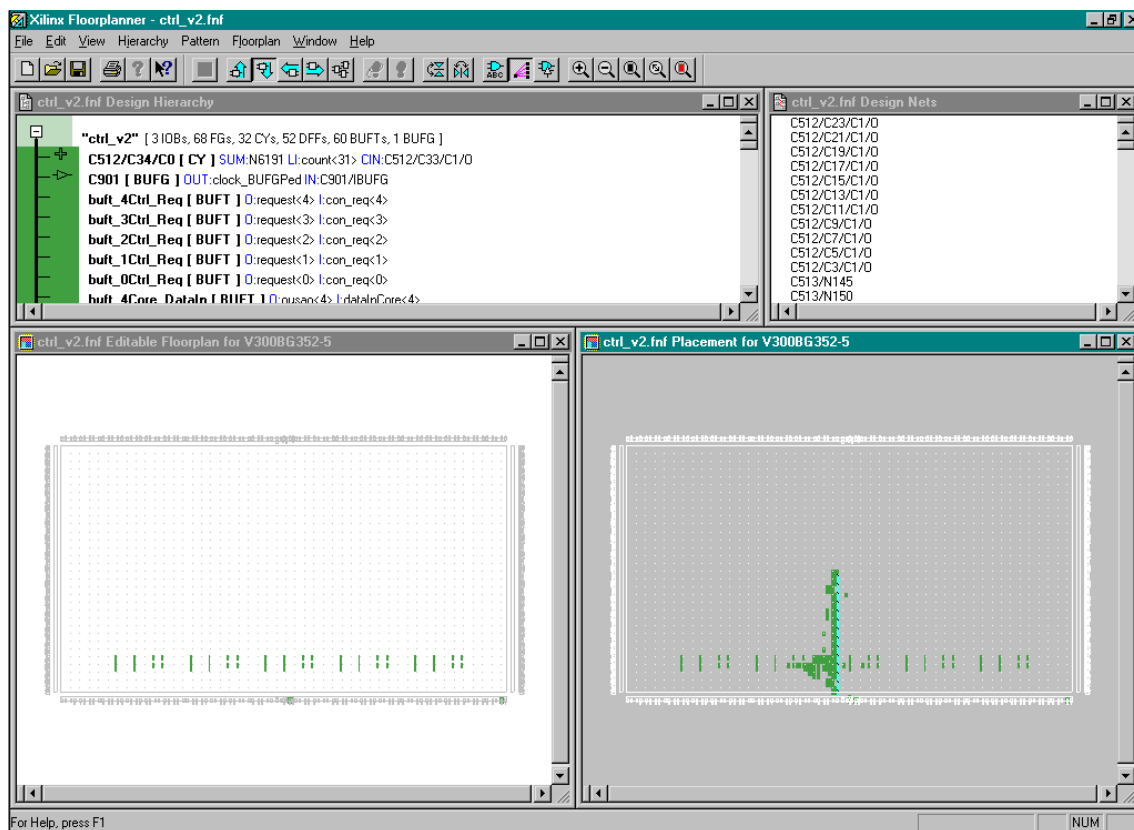 Xilinx Floorplanner - ctrl_v2.fnf
File Edit View Hierarchy Pattern Floorplan Window Help
ABC
ctrl_v2.fnf Design Hierarchy
"ctrl_v2" [ 3 IOBs, 68 FGs, 32 CYs, 52 DFFs, 60 BUFTs, 1 BUFG ]
C512/C34/C0 [ CY ] SUM:N6191 LI:count<31> CIN:C512/C33/C1/O
C901 [ BUFG ] OUT:clock_BUFGPed IN:C901/IBUFG
buft_4Ctrl_Req [ BUFT ] O:request<4> I:con_req<4>
buft_3Ctrl_Req [ BUFT ] O:request<3> I:con_req<3>
buft_2Ctrl_Req [ BUFT ] O:request<2> I:con_req<2>
buft_1Ctrl_Req [ BUFT ] O:request<1> I:con_req<1>
buft_0Ctrl_Req [ BUFT ] O:request<0> I:con_req<0>
buft_4Core_DataIn [ BUFT ] I:dataInCore<4>
ctrl_v2.fnf Design Nets
C512/C23/C1/O
C512/C21/C1/O
C512/C19/C1/O
C512/C17/C1/O
C512/C15/C1/O
C512/C13/C1/O
C512/C11/C1/O
C512/C9/C1/O
C512/C7/C1/O
C512/C5/C1/O
C512/C3/C1/O
C513/N145
C513/N150
ctrl_v2.fnf Editable Floorplan for V300BG352-5
ctrl_v2.fnf Placement for V300BG352-5
For Help, press F1
NUM